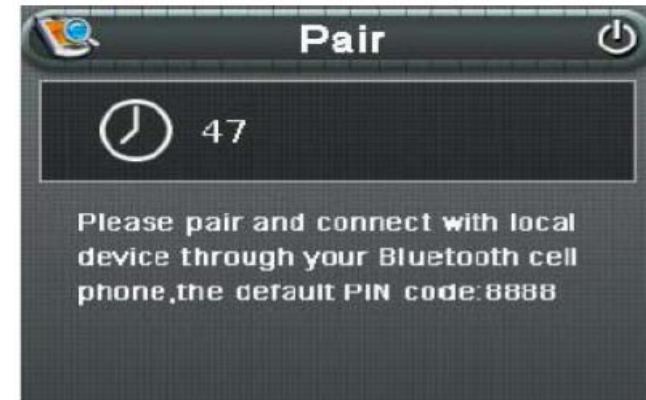 Pair
47
Please pair and connect with local
device through your Bluetooth cell
phone,the default PIN code:8888